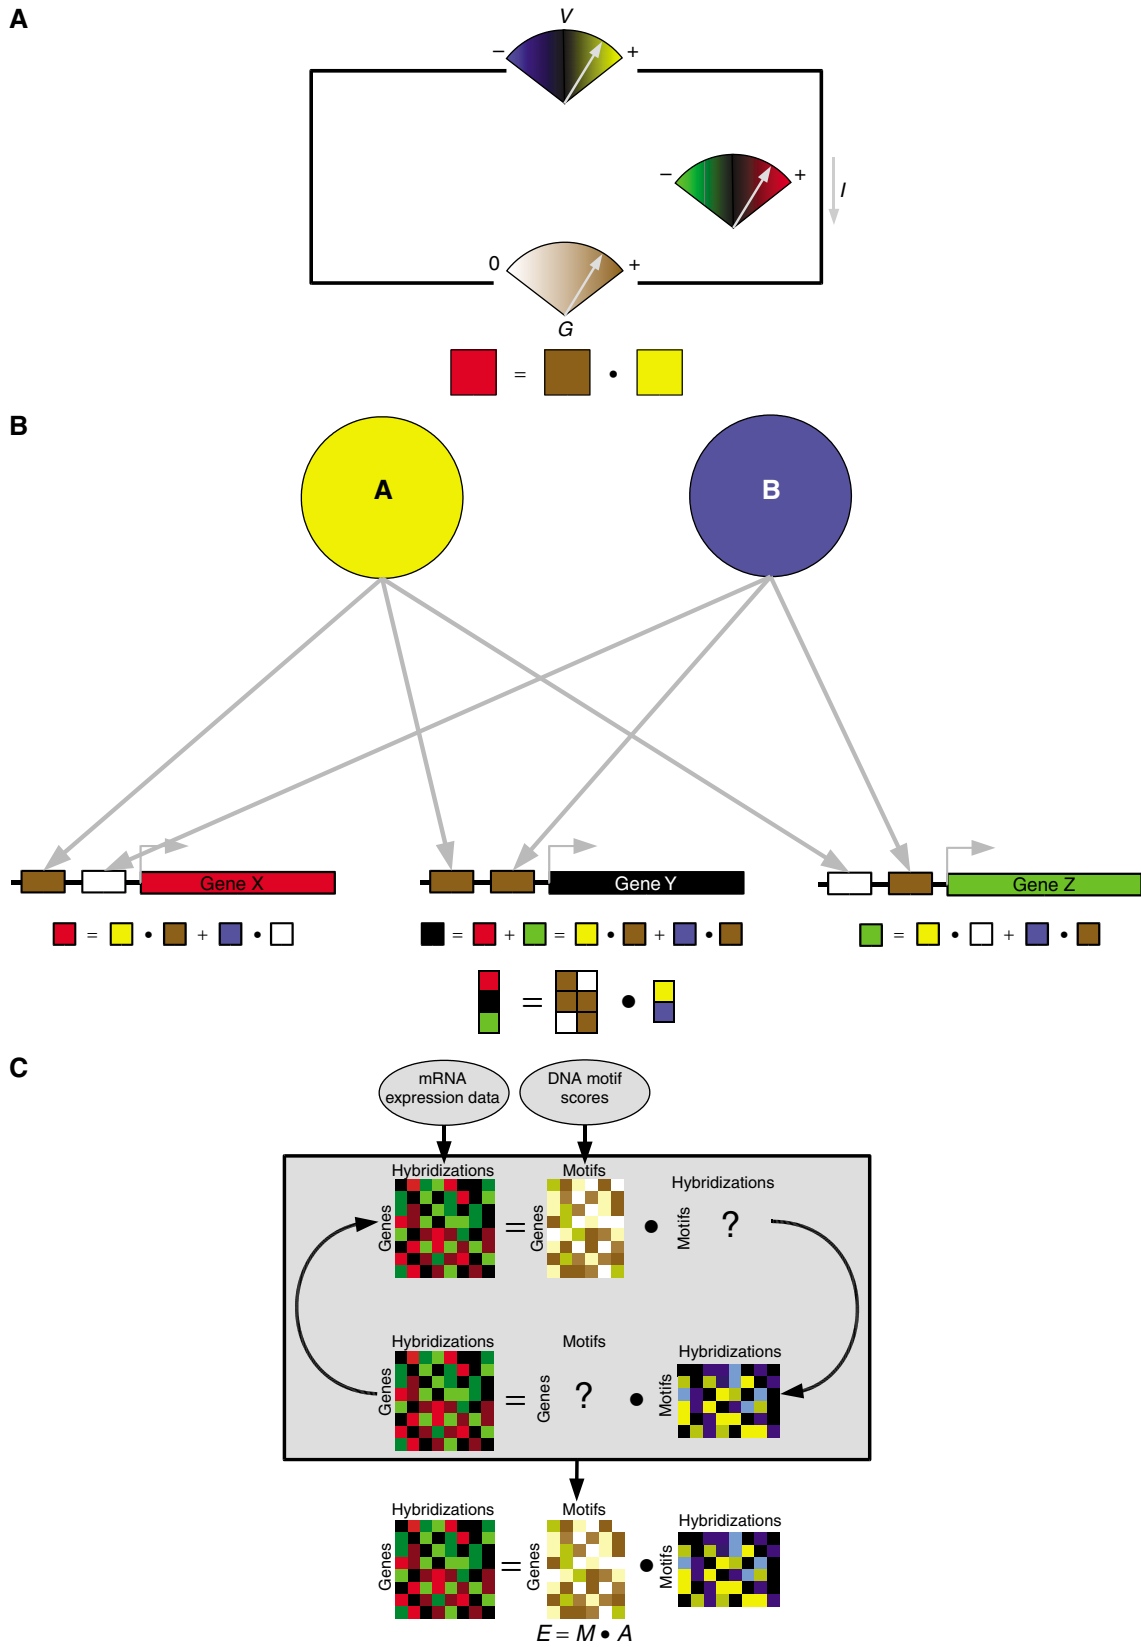 A
V
– +
– +
I
0 +
G
= •
B
A B
Gene X Gene Y Gene Z
= • + •
= + = • + •
= • + •
= •
C
mRNA
expression data
DNA motif
scores
Hybridizations Motifs
Hybridizations
Genes = Genes • Motifs ?
Hybridizations Motifs
Hybridizations
Genes = Genes ? • Motifs
Hybridizations Motifs
Hybridizations
Genes = Genes • Motifs
E = M • A